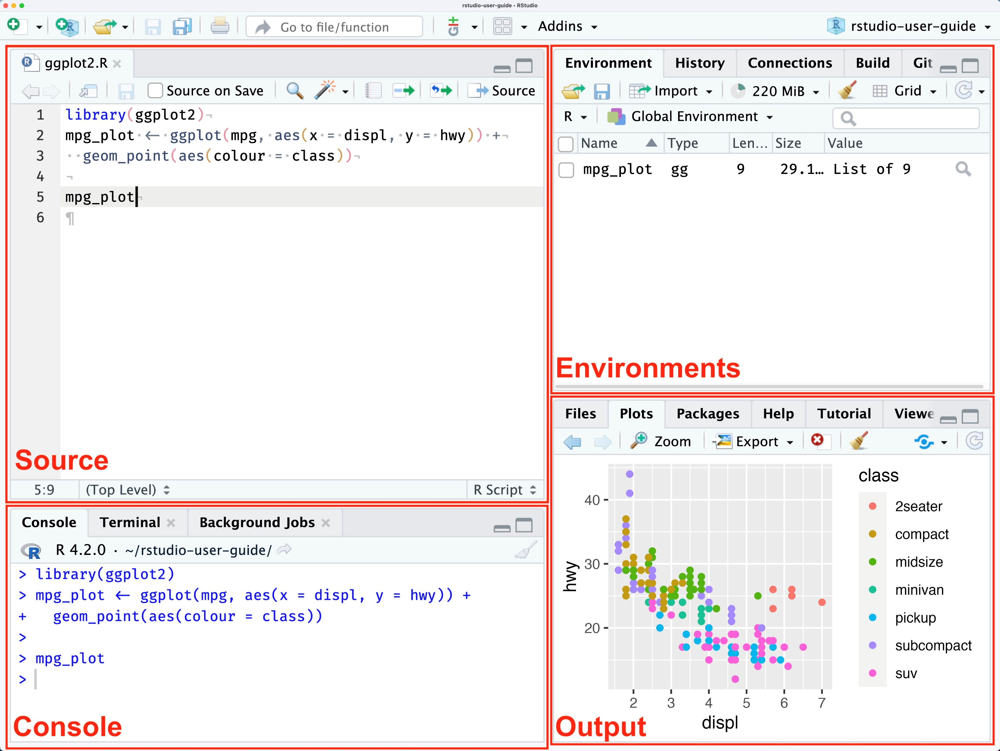 rstudio-user-guide - RStudio
Go to file/function
Git
Addins
rstudio-user-guide
ggplot2.R
Source on Save
Source
1 library(ggplot2)¬
2 mpg_plot·<-·ggplot(mpg,·aes(x·=·displ,·y·=·hwy))·+¬
3 ··geom_point(aes(colour·=·class))¬
4 ¬
5 mpg_plot¬
6 ¶
Source
5:9 (Top Level) R Script
Console Terminal Background Jobs
R 4.2.0 · ~/rstudio-user-guide/
> library(ggplot2)
> mpg_plot <- ggplot(mpg, aes(x = displ, y = hwy)) +
+   geom_point(aes(colour = class))
>
> mpg_plot
>
Console
Environment History Connections Build Git
Import 220 MiB Grid
R Global Environment
Name Type Len... Size Value
mpg_plot gg 9 29.1... List of 9
Environments
Files Plots Packages Help Tutorial Viewe
Zoom Export
class
2seater
compact
midsize
minivan
pickup
subcompact
suv
hwy
40
30
20
2 3 4 5 6 7
displ
Output